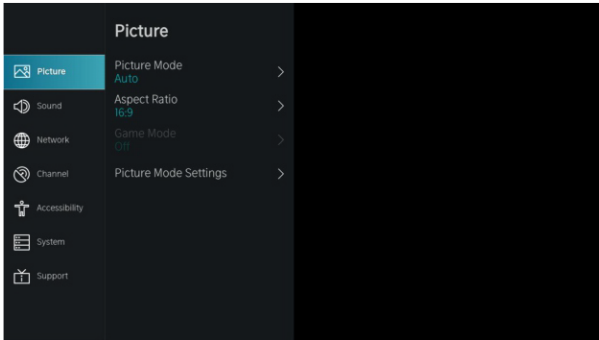 Picture
Sound
Network
Channel
Accessibility
System
Support
Picture
Picture Mode
Auto
Aspect Ratio
16:9
Game Mode
Off
Picture Mode Settings